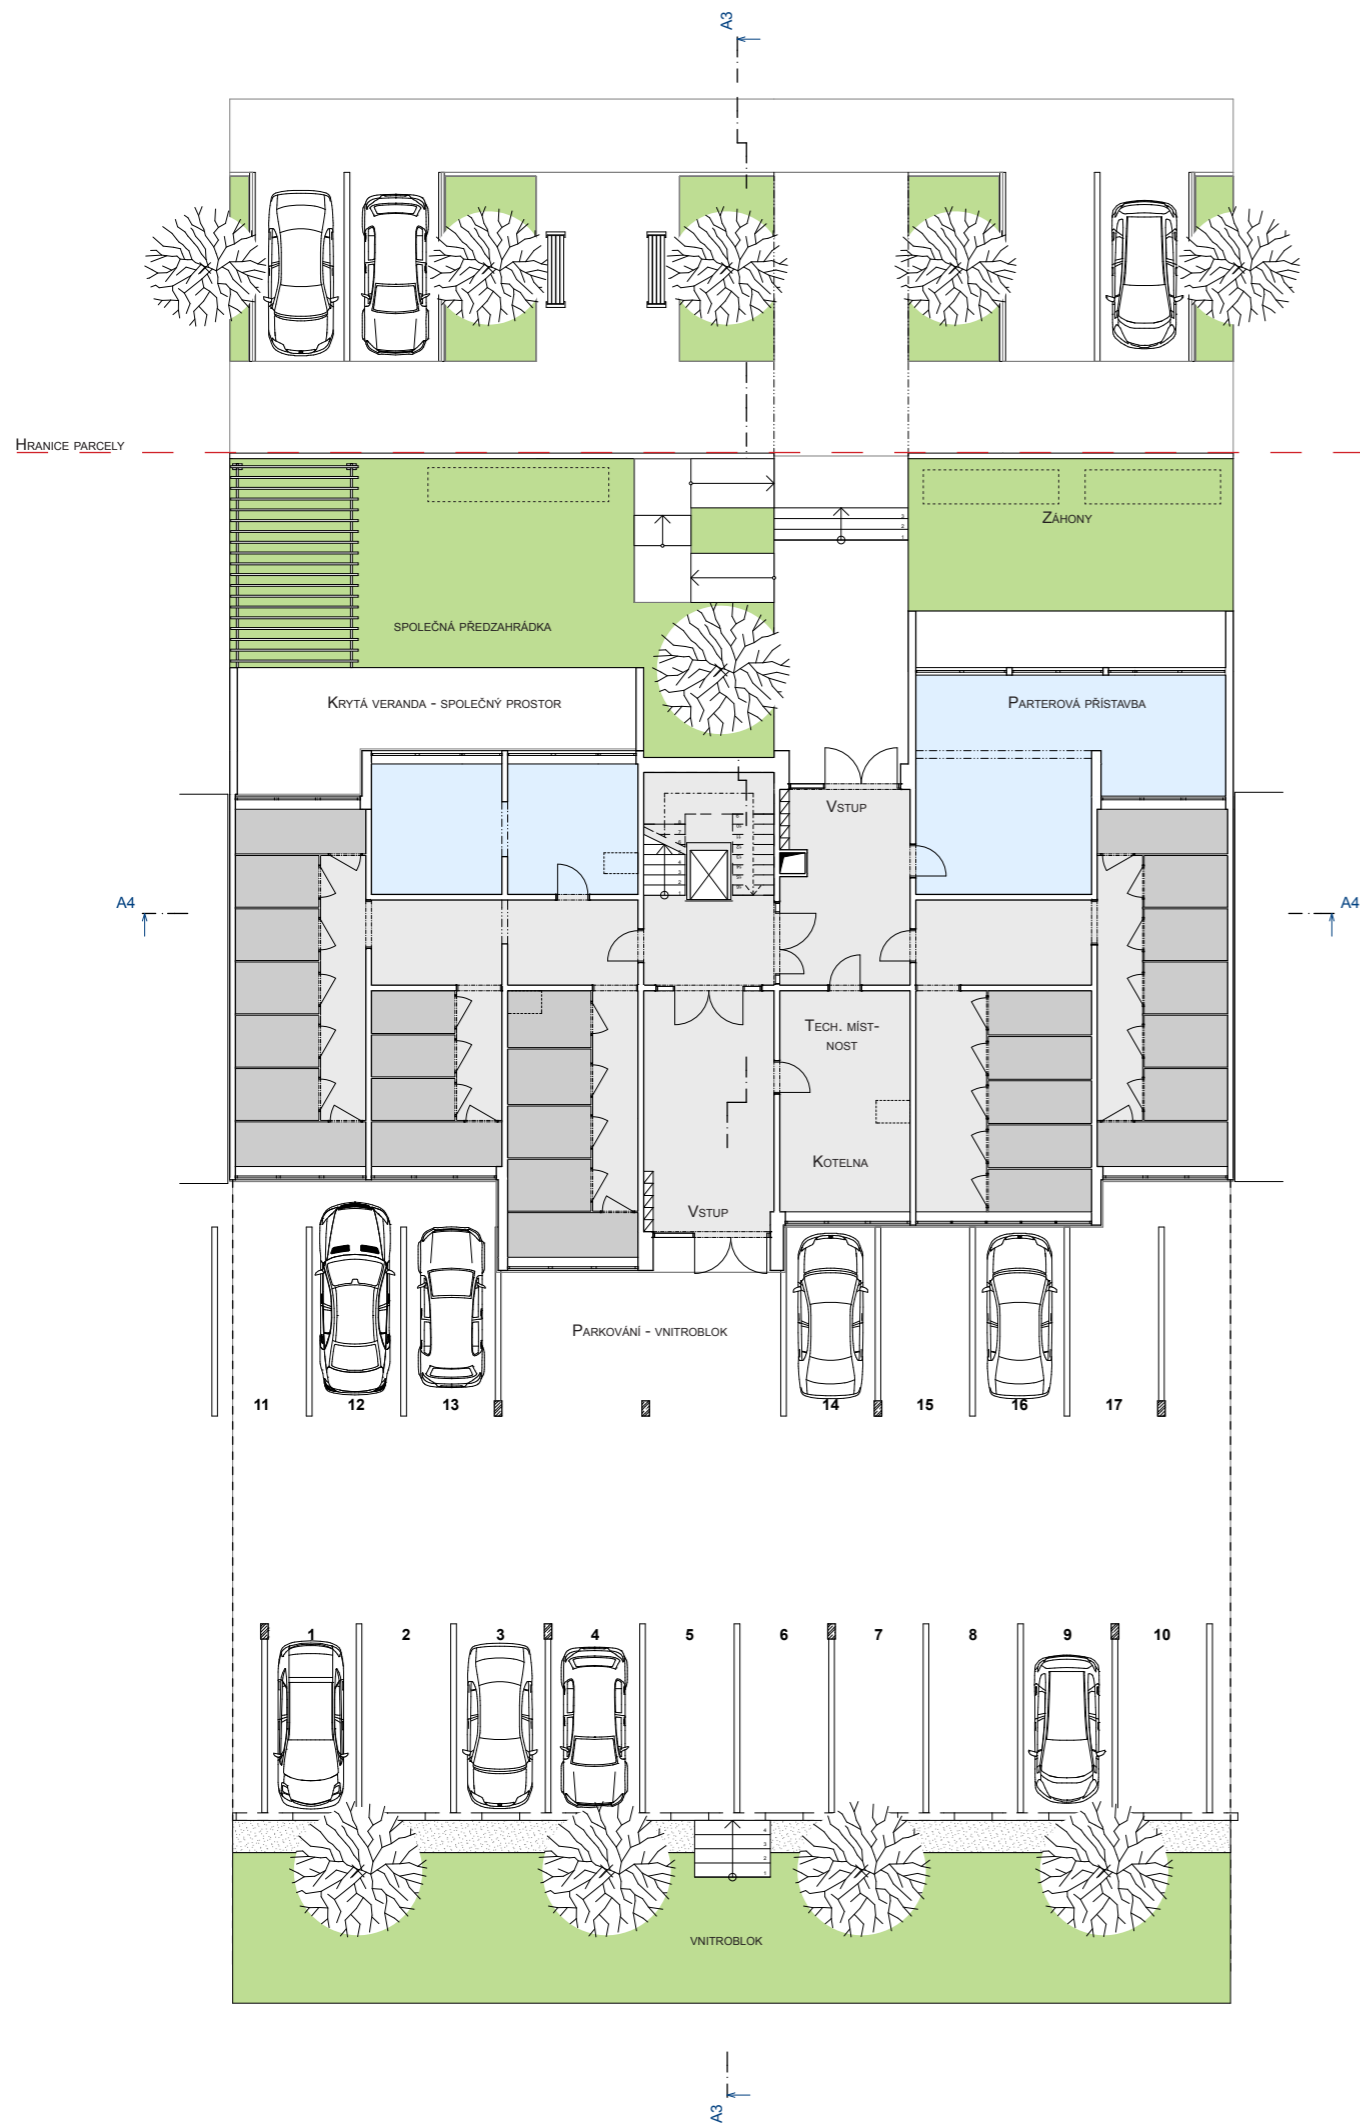 A3
HRANICE PARCELY
ZÁHONY
SPOLEČNÁ PŘEDZAHRÁDKA
KRYTÁ VERANDA - SPOLEČNÝ PROSTOR
PARTEROVÁ PŘÍSTAVBA
VSTUP
A4
A4
TECH. MÍST-
NOST
KOTELNA
VSTUP
PARKOVÁNÍ - VNITROBLOK
11 12 13 14 15 16 17
1 2 3 4 5 6 7 8 9 10
VNITROBLOK
A3